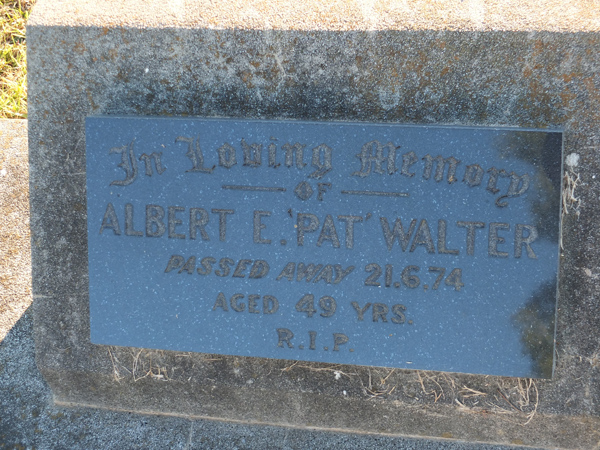 In Loving Memory
OF
ALBERT E. 'PAT' WALTER
PASSED AWAY 21.6.74
AGED 49 YRS.
R.I.P.